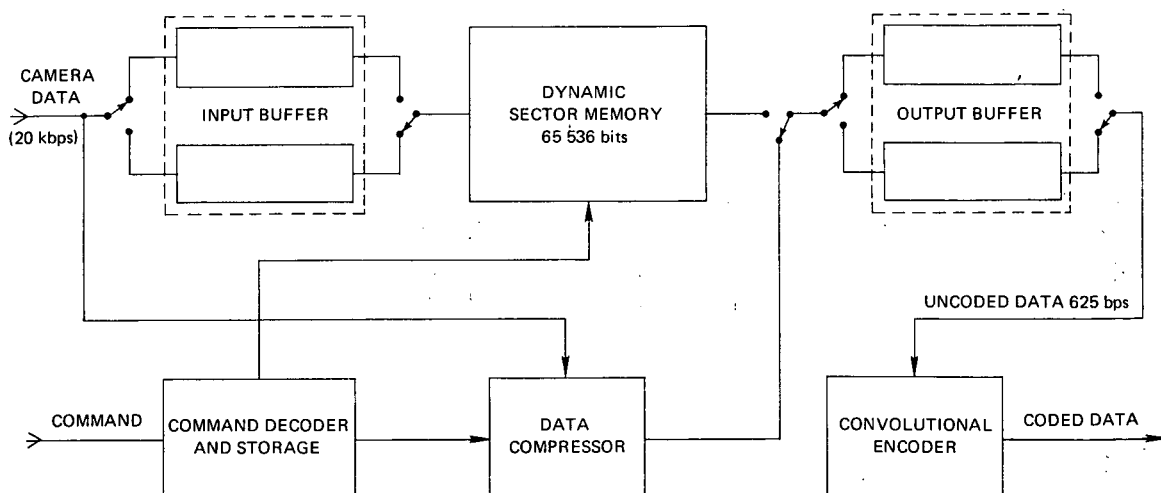 CAMERA
DATA
(20 kbps)
INPUT BUFFER
DYNAMIC
SECTOR MEMORY
65 536 bits
OUTPUT BUFFER
UNCODED DATA 625 bps
COMMAND
COMMAND DECODER
AND STORAGE
DATA
COMPRESSOR
CONVOLUTIONAL
ENCODER
CODED DATA